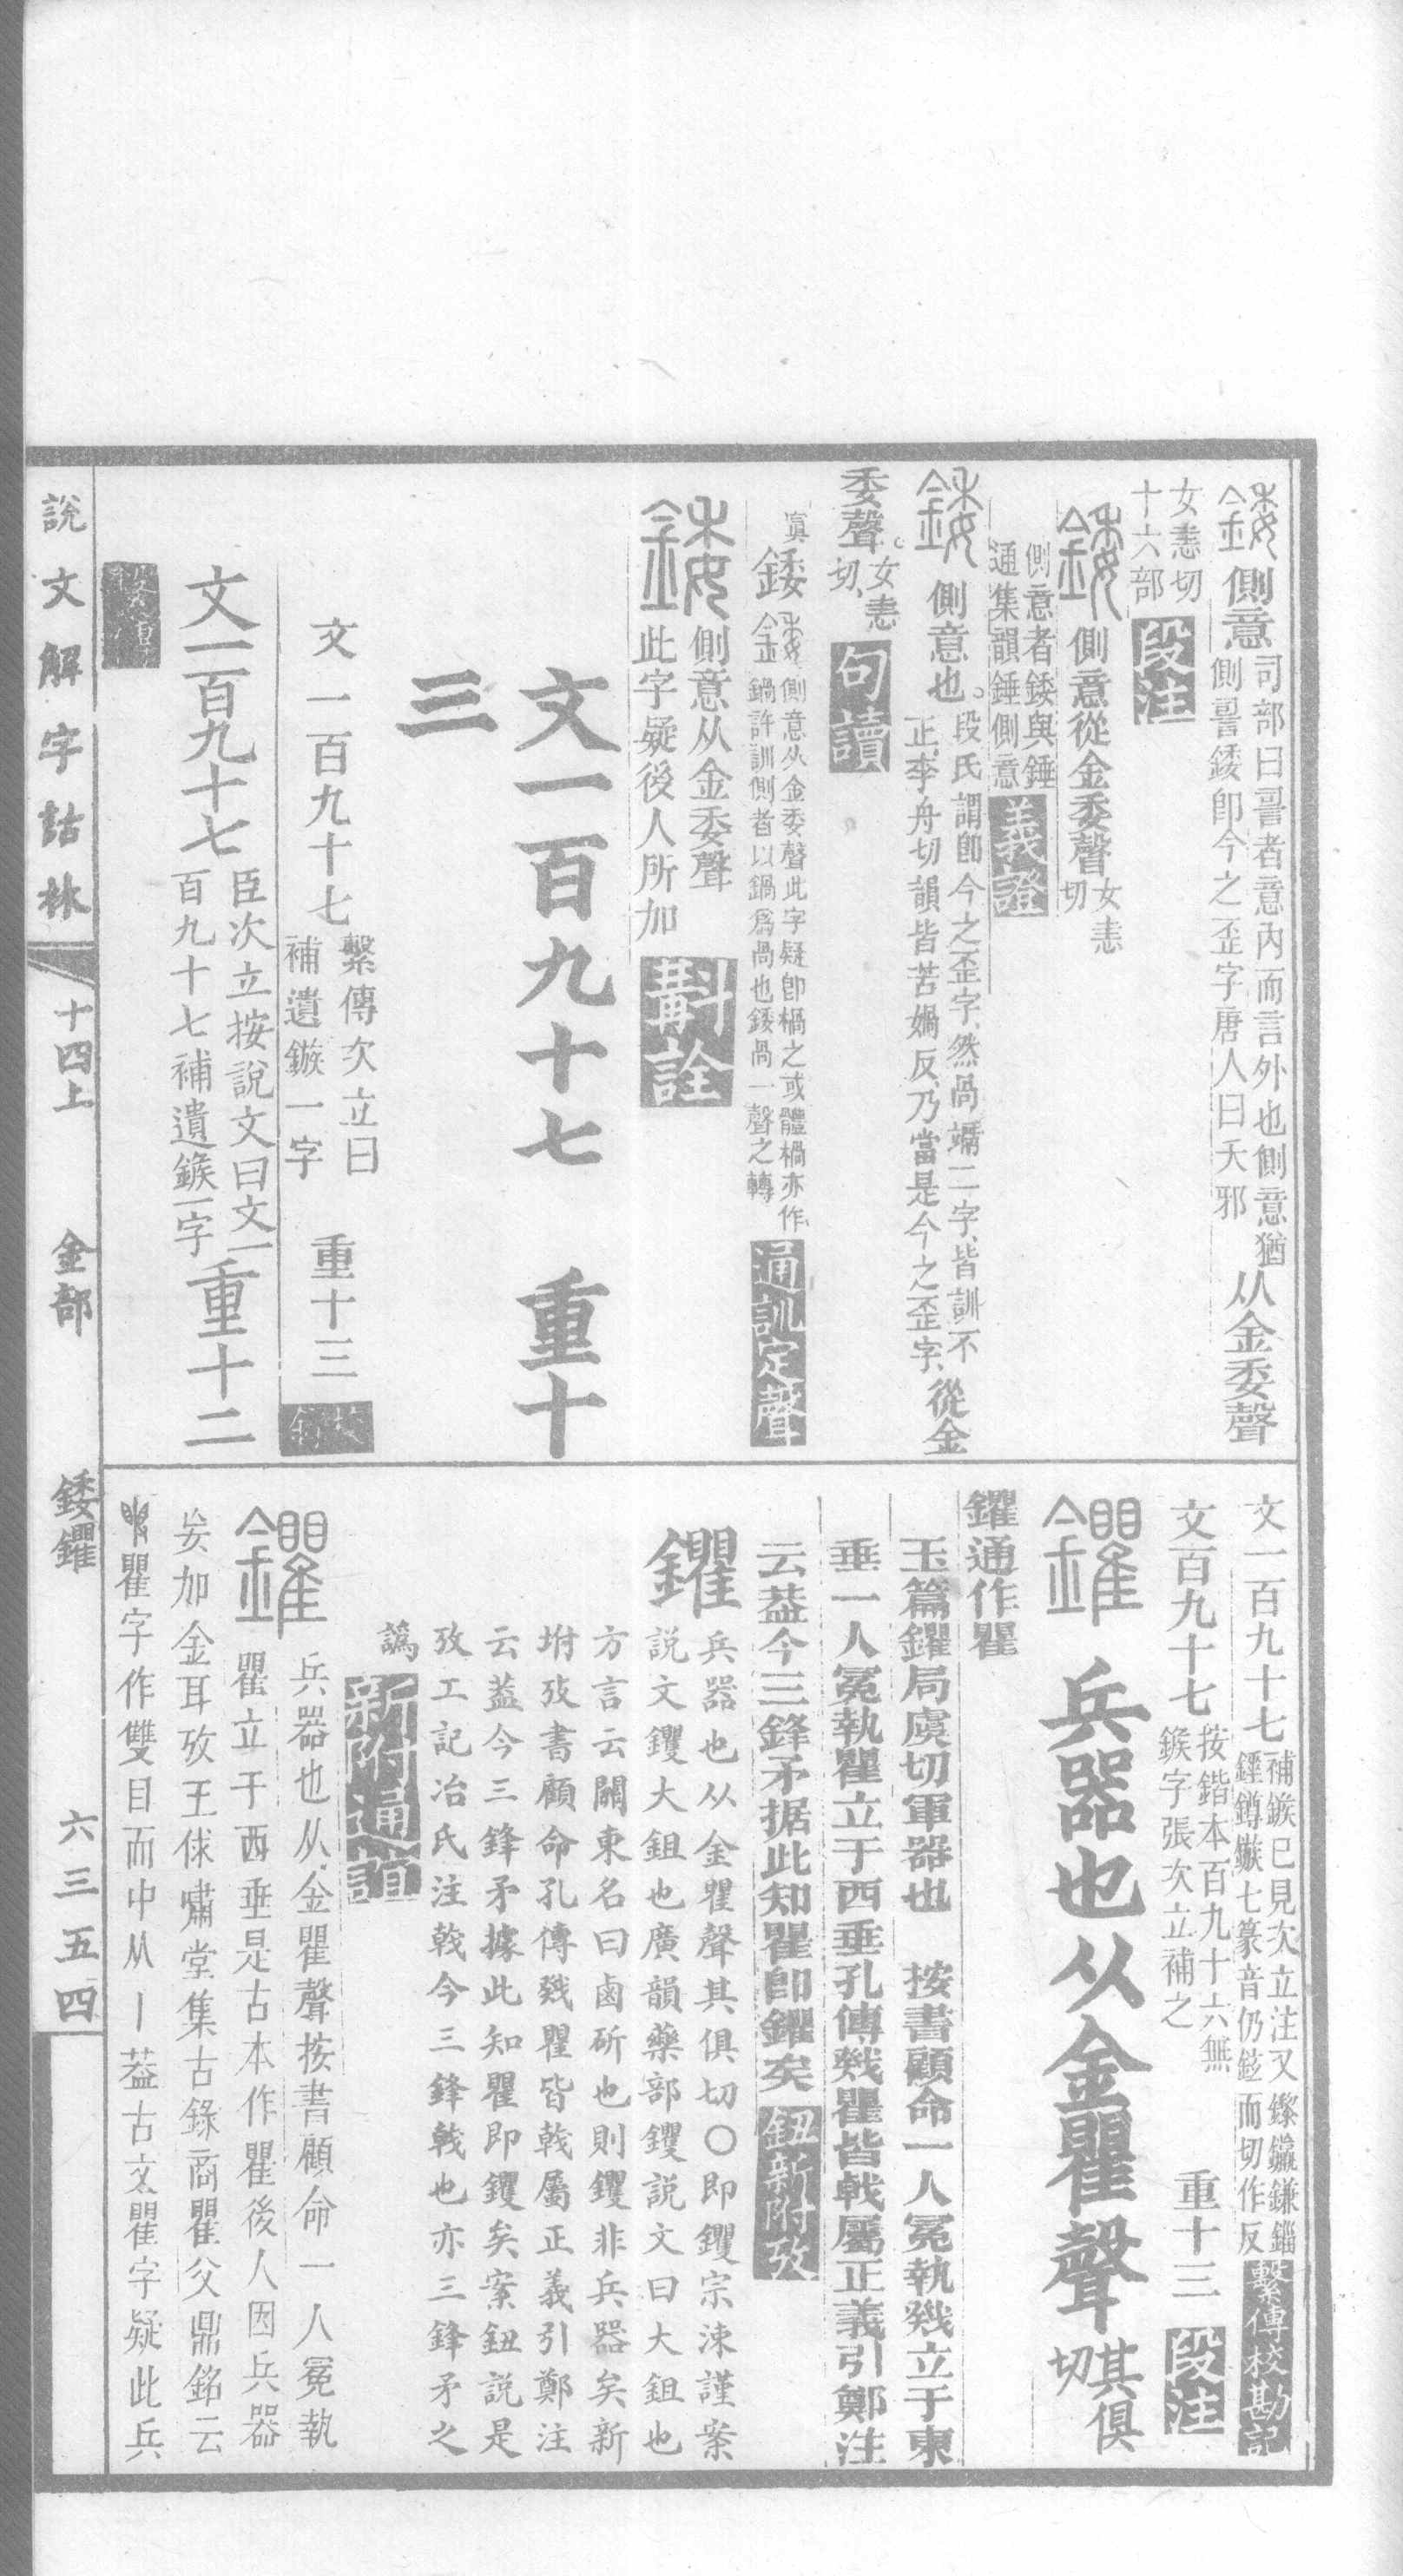 側意
司部曰䛐者意內而言外也側意猶
側䛐錗卽今之歪字唐人曰夭邪
从金委聲
女恚切
十六部
段注
側意從金委聲
女恚
切
側意者錗與錘
通集韻錘側意
義證
側意也。
段氏謂卽今之歪字、然咼竵二字、皆訓不
正、李舟切韻皆苦媧反、乃當是今之歪字、
從金
委聲。
女恚
切、
句讀
真
錗
側意从金委聲此字疑卽檛之或體檛亦作
鍋許訓側者以鍋爲咼也錗咼一聲之轉
通訓定聲
側意从金委聲
此字疑後人所加
斠詮
文一百九十七　重十
三
文一百九十七
繫傳次立曰
補遺鏃一字
重十三
校錄
文一百九十七
臣次立按說文曰文一
百九十七補遺鏃一字
重十二
繫傳
文一百九十七
補鏃已見次立注又
七篆音仍
而切作反
繫傳校勘記
文百九十七
按鍇本百九十六無
鏃字張次立補之
重十三
段注
兵器也从金瞿聲
其俱
切
鑺通作瞿
玉篇鑺局虞切軍器也　按書顧命一人冕執戣立于東
垂一人冕執瞿立于西垂孔傳戣瞿皆戟屬正義引鄭注
云葢今三鋒矛据此知瞿卽鑺矣
鈕新附攷
鑺
兵器也从金瞿聲其俱切〇即鑺宗涑謹案
說文钁大鉏也廣韻藥部钁說文曰大鉏也
方言云關東名曰鹵斫也則钁非兵器矣新
坿攷書顧命孔傳戣瞿皆戟屬正義引鄭注
云葢今三鋒矛據此知瞿即钁矣案鈕說是
攷工記冶氏注戟今三鋒戟也亦三鋒矛之
譌
新附通誼
兵器也从金瞿聲按書顧命一人冕執
瞿立于西垂是古本作瞿後人因兵器
妄加金耳攷王俅嘯堂集古錄商瞿父鼎銘云
瞿字作雙目而中从丨葢古文瞿字疑此兵
說文解字詁林
十四上
金部
錗鑺
六三五四